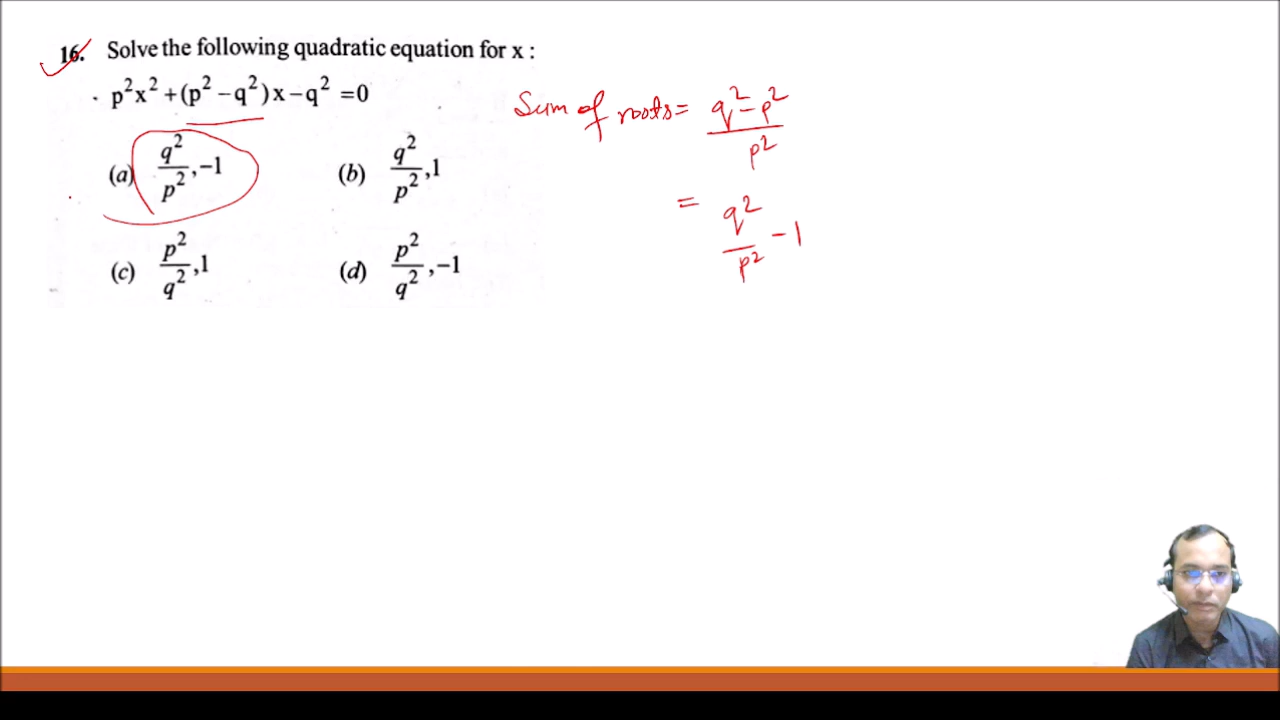 16. Solve the following quadratic equation for x :
p²x² + (p² – q²)x – q² = 0
(a) q²/p², –1 (b) q²/p², 1
(c) p²/q², 1 (d) p²/q², –1
Sum of roots = q² – p² / p²
= q²/p² – 1